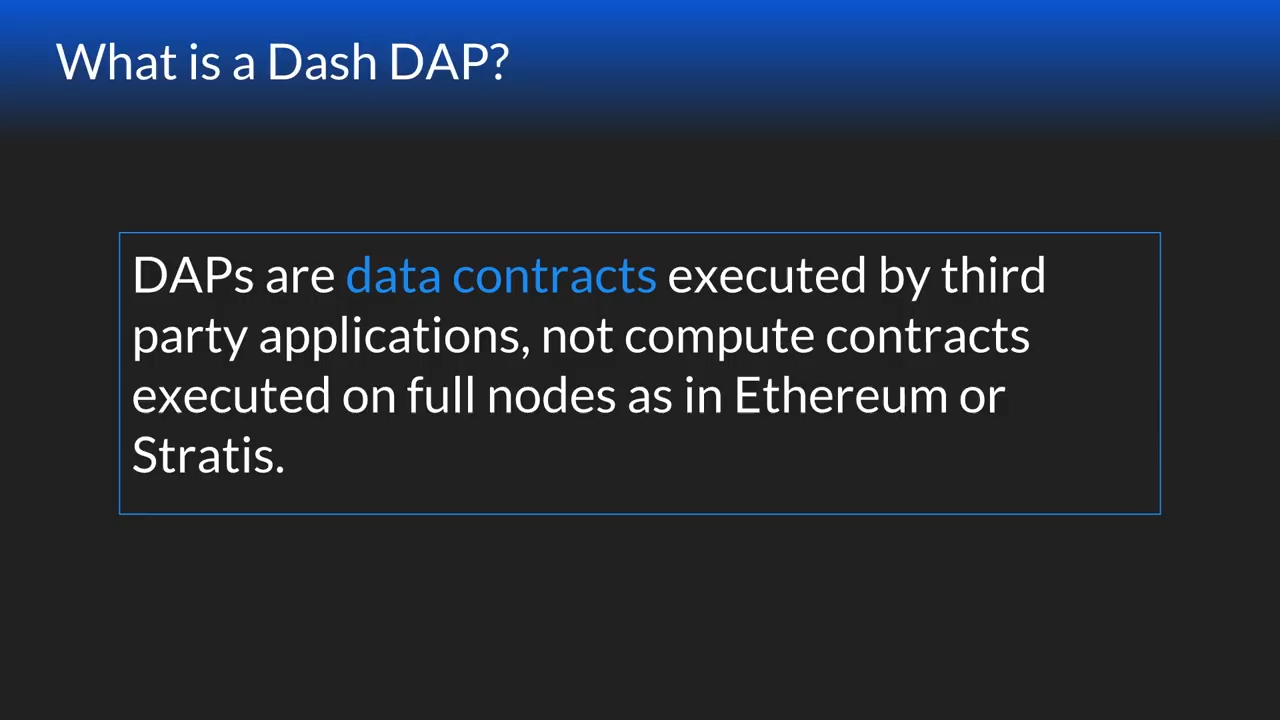 What is a Dash DAP?
DAPs are data contracts executed by third
party applications, not compute contracts
executed on full nodes as in Ethereum or
Stratis.